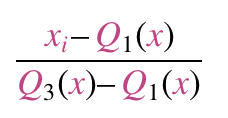 xᵢ – Q₁(x)
Q₃(x) – Q₁(x)